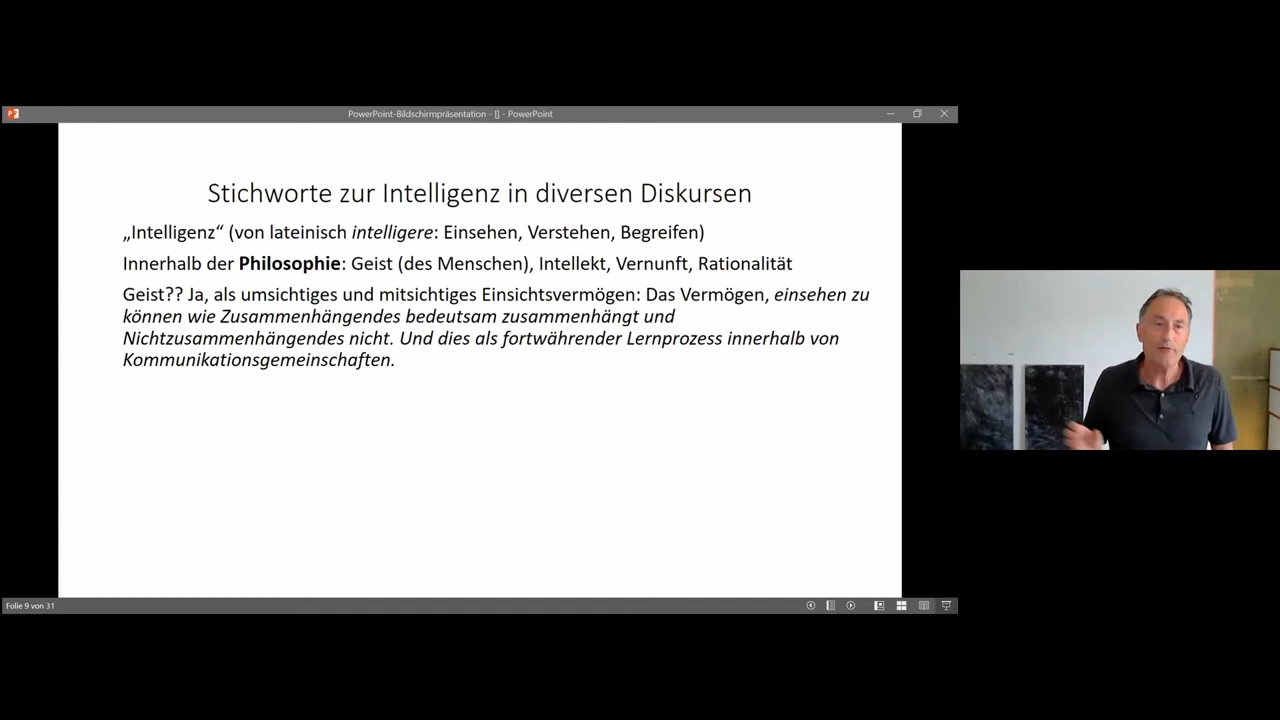 PowerPoint-Bildschirmpräsentation - [] - PowerPoint
Stichworte zur Intelligenz in diversen Diskursen
„Intelligenz“ (von lateinisch intelligere: Einsehen, Verstehen, Begreifen)
Innerhalb der Philosophie: Geist (des Menschen), Intellekt, Vernunft, Rationalität
Geist?? Ja, als umsichtiges und mitsichtiges Einsichtsvermögen: Das Vermögen, einsehen zu
können wie Zusammenhängendes bedeutsam zusammenhängt und
Nichtzusammenhängendes nicht. Und dies als fortwährender Lernprozess innerhalb von
Kommunikationsgemeinschaften.
Folie 9 von 31